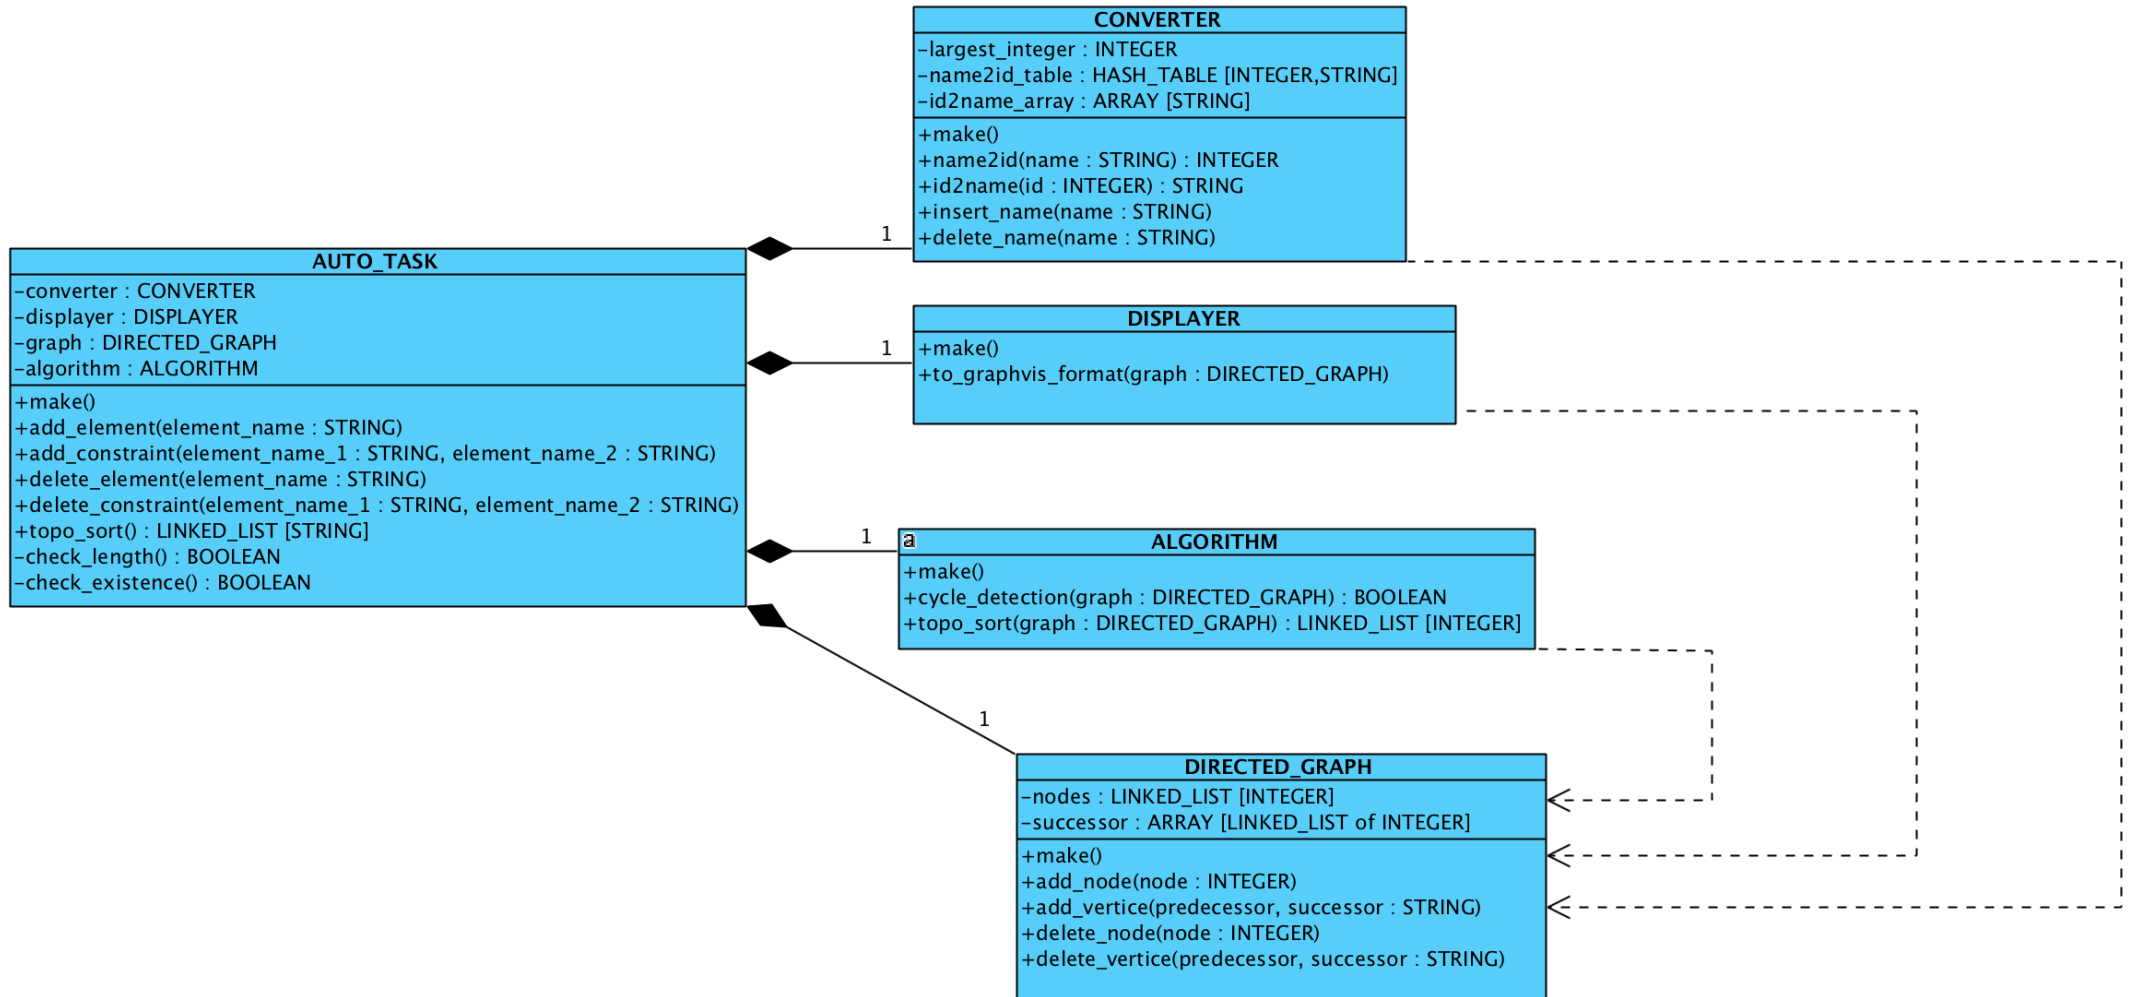 CONVERTER
-largest_integer : INTEGER
-name2id_table : HASH_TABLE [INTEGER,STRING]
-id2name_array : ARRAY [STRING]
+make()
+name2id(name : STRING) : INTEGER
+id2name(id : INTEGER) : STRING
+insert_name(name : STRING)
+delete_name(name : STRING)
1
AUTO_TASK
-converter : CONVERTER
-displayer : DISPLAYER
-graph : DIRECTED_GRAPH
-algorithm : ALGORITHM
+make()
+add_element(element_name : STRING)
+add_constraint(element_name_1 : STRING, element_name_2 : STRING)
+delete_element(element_name : STRING)
+delete_constraint(element_name_1 : STRING, element_name_2 : STRING)
+topo_sort() : LINKED_LIST [STRING]
-check_length() : BOOLEAN
-check_existence() : BOOLEAN
1
DISPLAYER
+make()
+to_graphvis_format(graph : DIRECTED_GRAPH)
1
a
ALGORITHM
+make()
+cycle_detection(graph : DIRECTED_GRAPH) : BOOLEAN
+topo_sort(graph : DIRECTED_GRAPH) : LINKED_LIST [INTEGER]
1
DIRECTED_GRAPH
-nodes : LINKED_LIST [INTEGER]
-successor : ARRAY [LINKED_LIST of INTEGER]
+make()
+add_node(node : INTEGER)
+add_vertice(predecessor, successor : STRING)
+delete_node(node : INTEGER)
+delete_vertice(predecessor, successor : STRING)